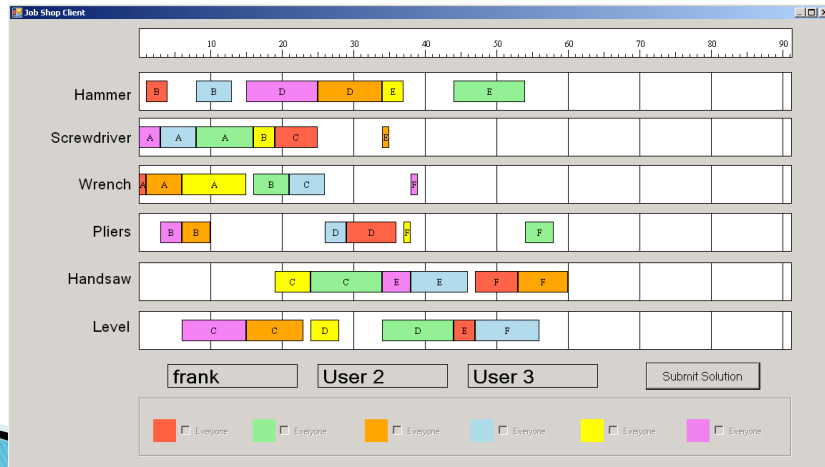 Job Shop Client
10 20 30 40 50 60 70 80 90
Hammer B B D D E E
Screwdriver A A A B C E
Wrench A A A B C F
Pliers B B D D F F
Handsaw C C E E F F
Level C C D D E F
frank User 2 User 3 Submit Solution
Everyone Everyone Everyone Everyone Everyone Everyone